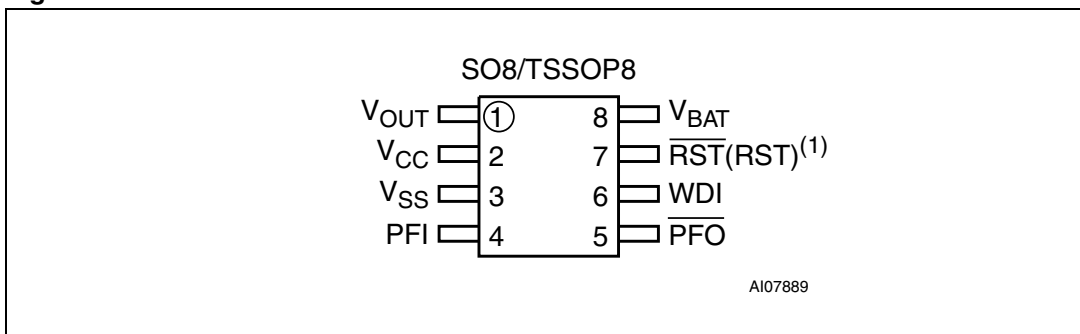 SO8/TSSOP8
VOUT 1 8 VBAT
VCC 2 7 RST(RST)(1)
VSS 3 6 WDI
PFI 4 5 PFO
AI07889